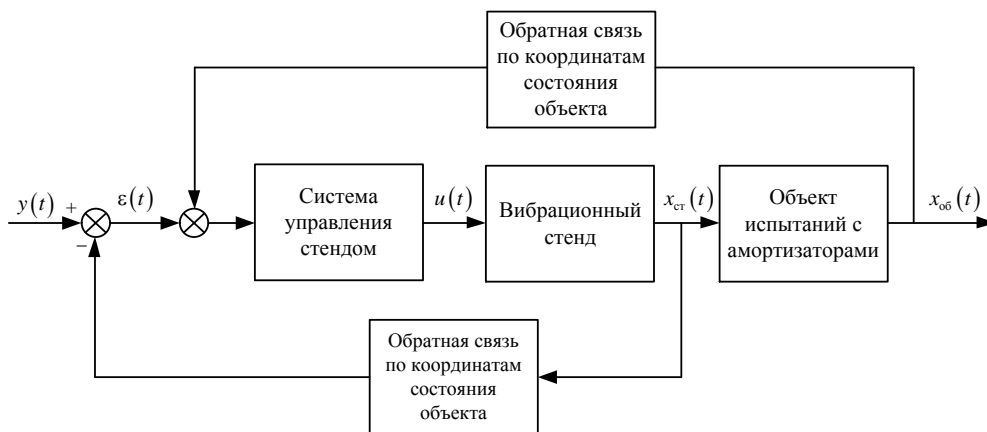 Обратная связь
по координатам
состояния
объекта
y(t)
+
−
ε(t)
Система
управления
стендом
u(t)
Вибрационный
стенд
x_ст(t)
Объект
испытаний с
амортизаторами
x_об(t)
Обратная связь
по координатам
состояния
объекта